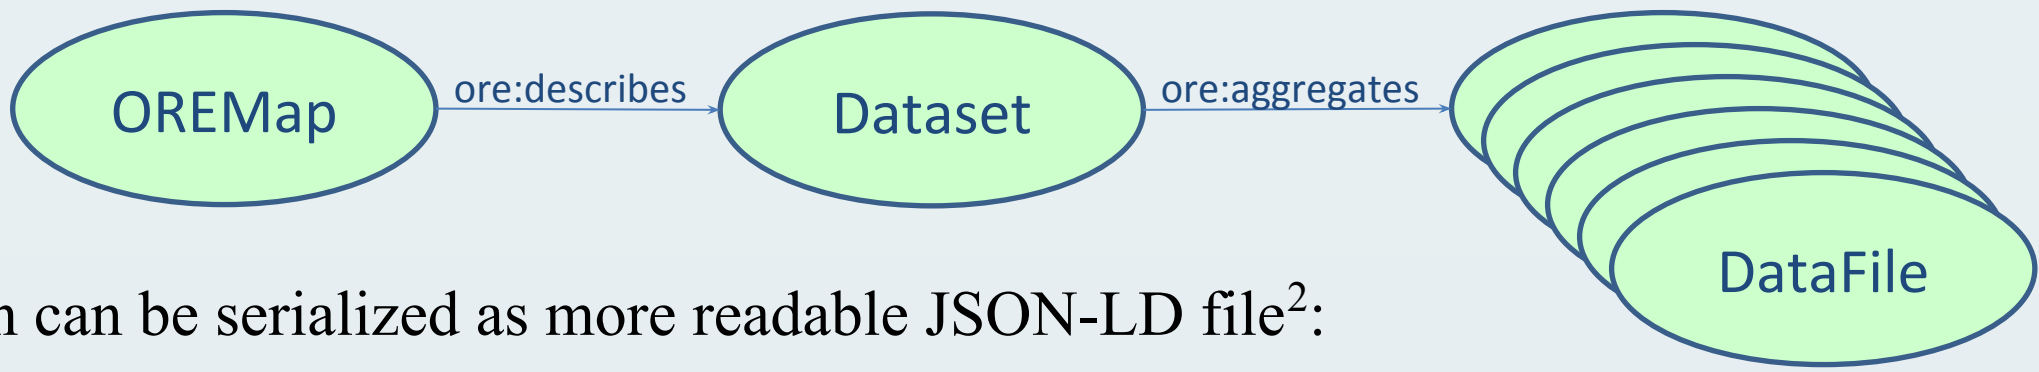 OREMap
ore:describes
Dataset
ore:aggregates
DataFile
can be serialized as more readable JSON-LD file²: